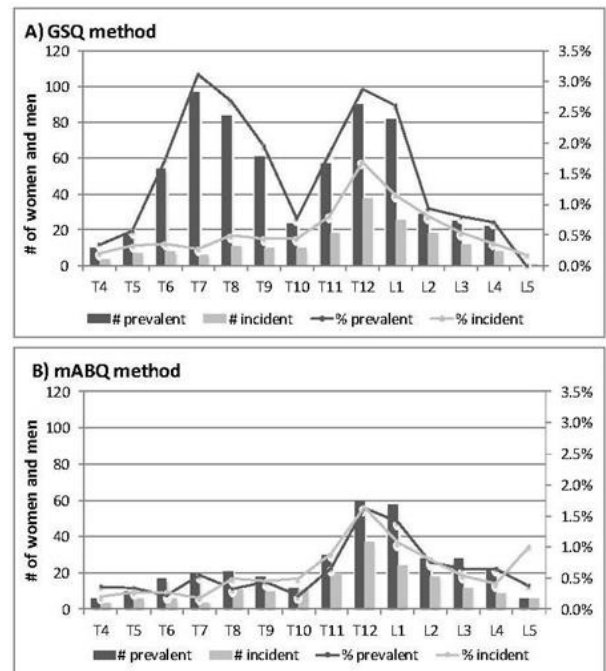 A) GSQ method
120 3.5%
100 3.0%
80 2.5%
60 2.0%
40 1.5%
20 1.0%
0 0.5%
0.0%
# of women and men
T4 T5 T6 T7 T8 T9 T10 T11 T12 L1 L2 L3 L4 L5
# prevalent # incident % prevalent % incident
B) mABQ method
120 3.5%
100 3.0%
80 2.5%
60 2.0%
40 1.5%
20 1.0%
0 0.5%
0.0%
# of women and men
T4 T5 T6 T7 T8 T9 T10 T11 T12 L1 L2 L3 L4 L5
# prevalent # incident % prevalent % incident